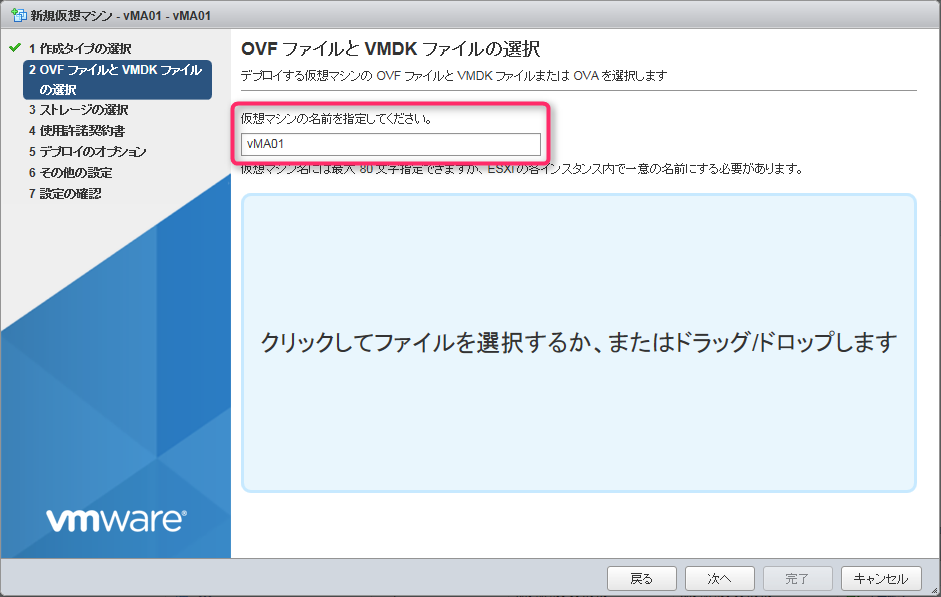 新規仮想マシン - vMA01 - vMA01
1 作成タイプの選択
2 OVF ファイルと VMDK ファイル
の選択
3 ストレージの選択
4 使用許諾契約書
5 デプロイのオプション
6 その他の設定
7 設定の確認
OVF ファイルと VMDK ファイルの選択
デプロイする仮想マシンの OVF ファイルと VMDK ファイルまたは OVA を選択します
仮想マシンの名前を指定してください。
vMA01
仮想マシン名には最大 80 文字指定できますが、ESXi の各インスタンス内で一意の名前にする必要があります。
クリックしてファイルを選択するか、またはドラッグ/ドロップします
vmware®
戻る
次へ
完了
キャンセル